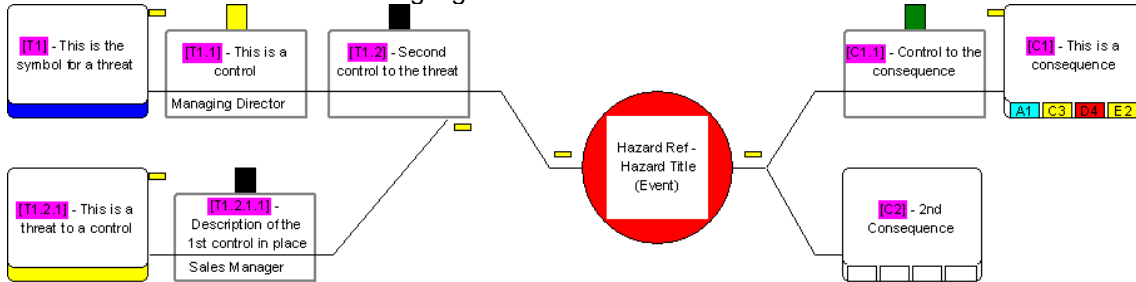 [T1] - This is the
symbol for a threat
[T1.1] - This is a
control
Managing Director
[T1.2] - Second
control to the threat
[C1.1] - Control to the
consequence
[C1] - This is a
consequence
A1 C3 D4 E2
Hazard Ref -
Hazard Title
(Event)
[T1.2.1] - This is a
threat to a control
[T1.2.1.1] -
Description of the
1st control in place
Sales Manager
[C2] - 2nd
Consequence